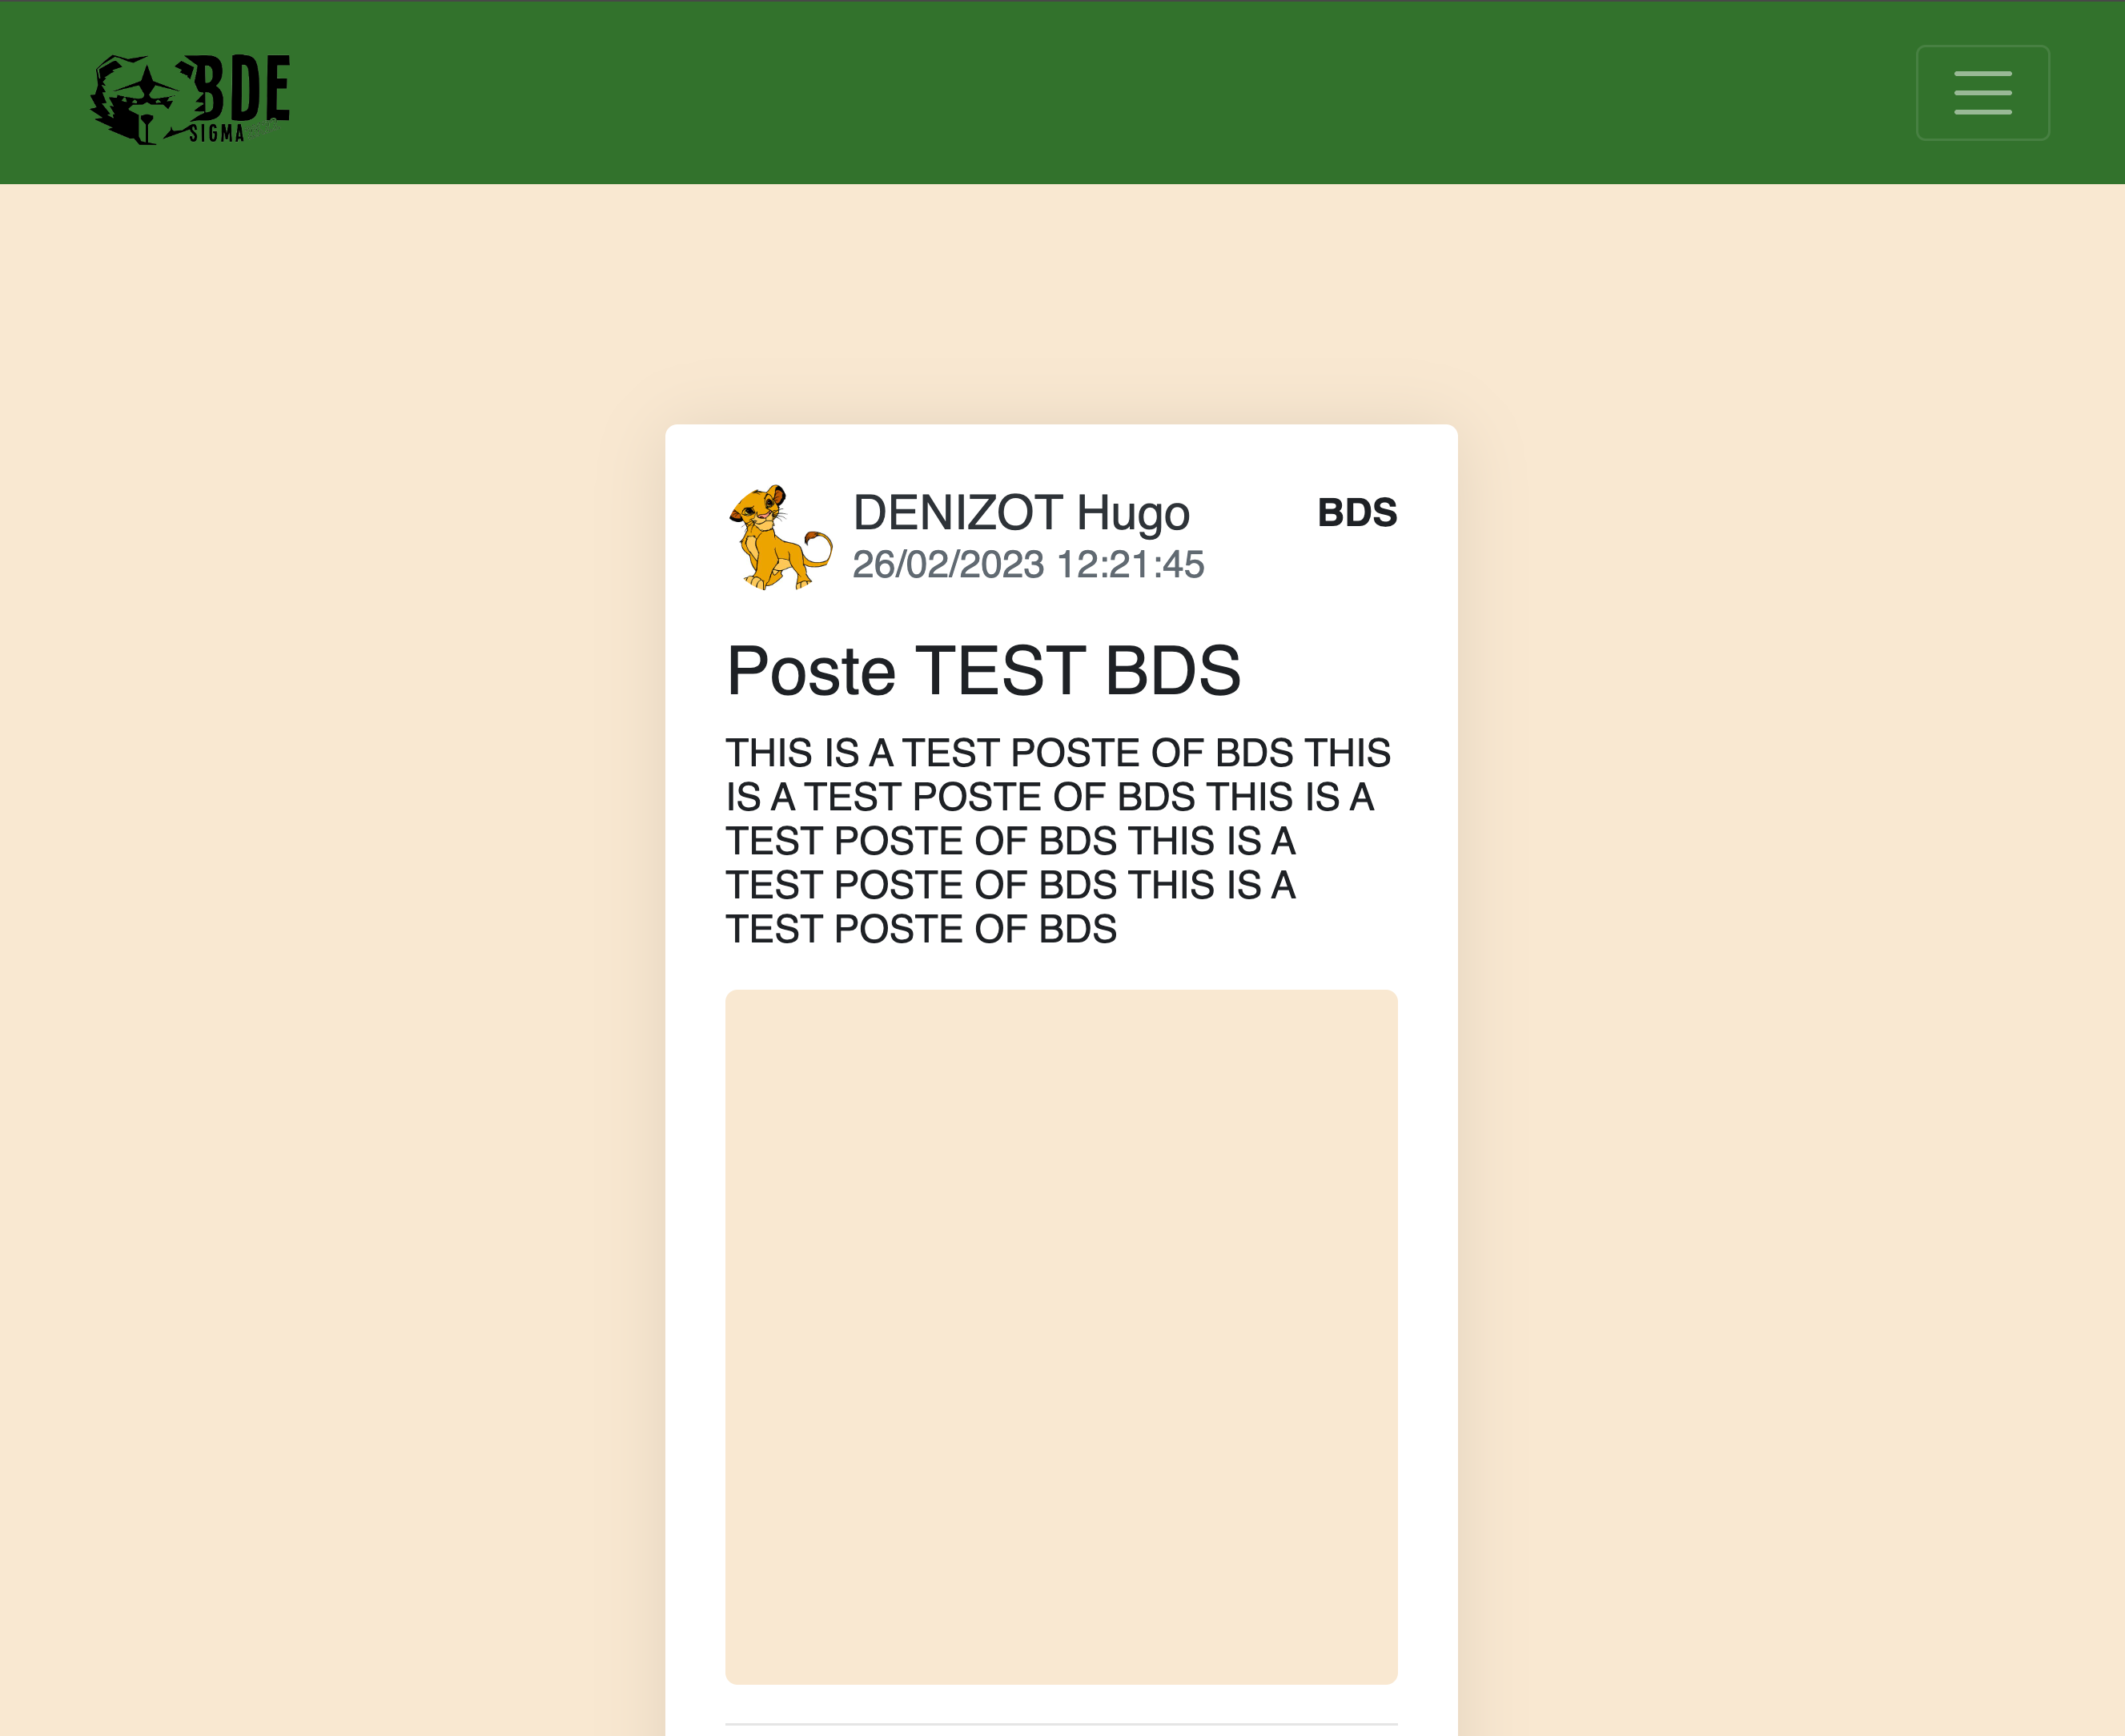 BDE
SIGMA
DENIZOT Hugo
BDS
26/02/2023 12:21:45
Poste TEST BDS
THIS IS A TEST POSTE OF BDS THIS
IS A TEST POSTE OF BDS THIS IS A
TEST POSTE OF BDS THIS IS A
TEST POSTE OF BDS THIS IS A
TEST POSTE OF BDS